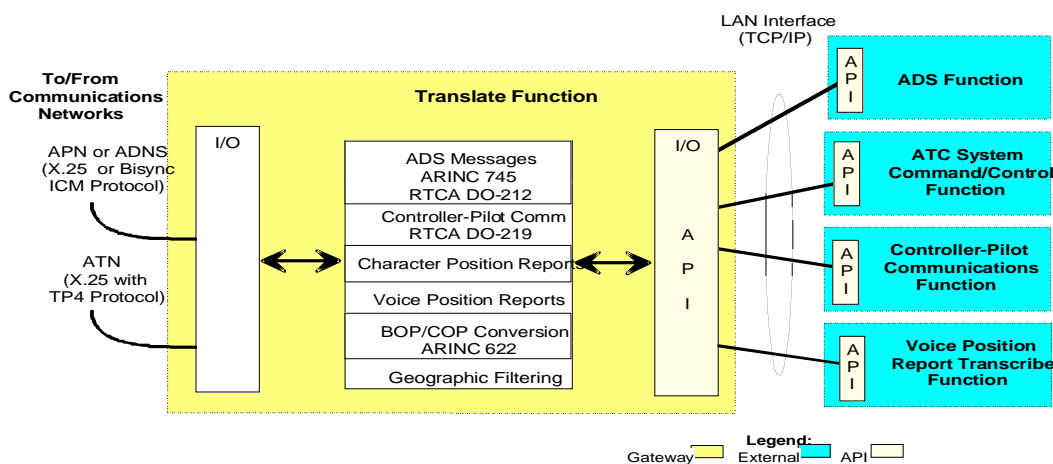 LAN Interface
(TCP/IP)
To/From
Communications
Networks
APN or ADNS
(X.25 or Bisync
ICM Protocol)
ATN
(X.25 with
TP4 Protocol)
Translate Function
I/O
ADS Messages
ARINC 745
RTCA DO-212
Controller-Pilot Comm
RTCA DO-219
Character Position Reports
Voice Position Reports
BOP/COP Conversion
ARINC 622
Geographic Filtering
I/O
A
P
I
A
P
I
ADS Function
A
P
I
ATC System
Command/Control
Function
A
P
I
Controller-Pilot
Communications
Function
A
P
I
Voice Position
Report Transcribe
Function
Legend:
Gateway External API